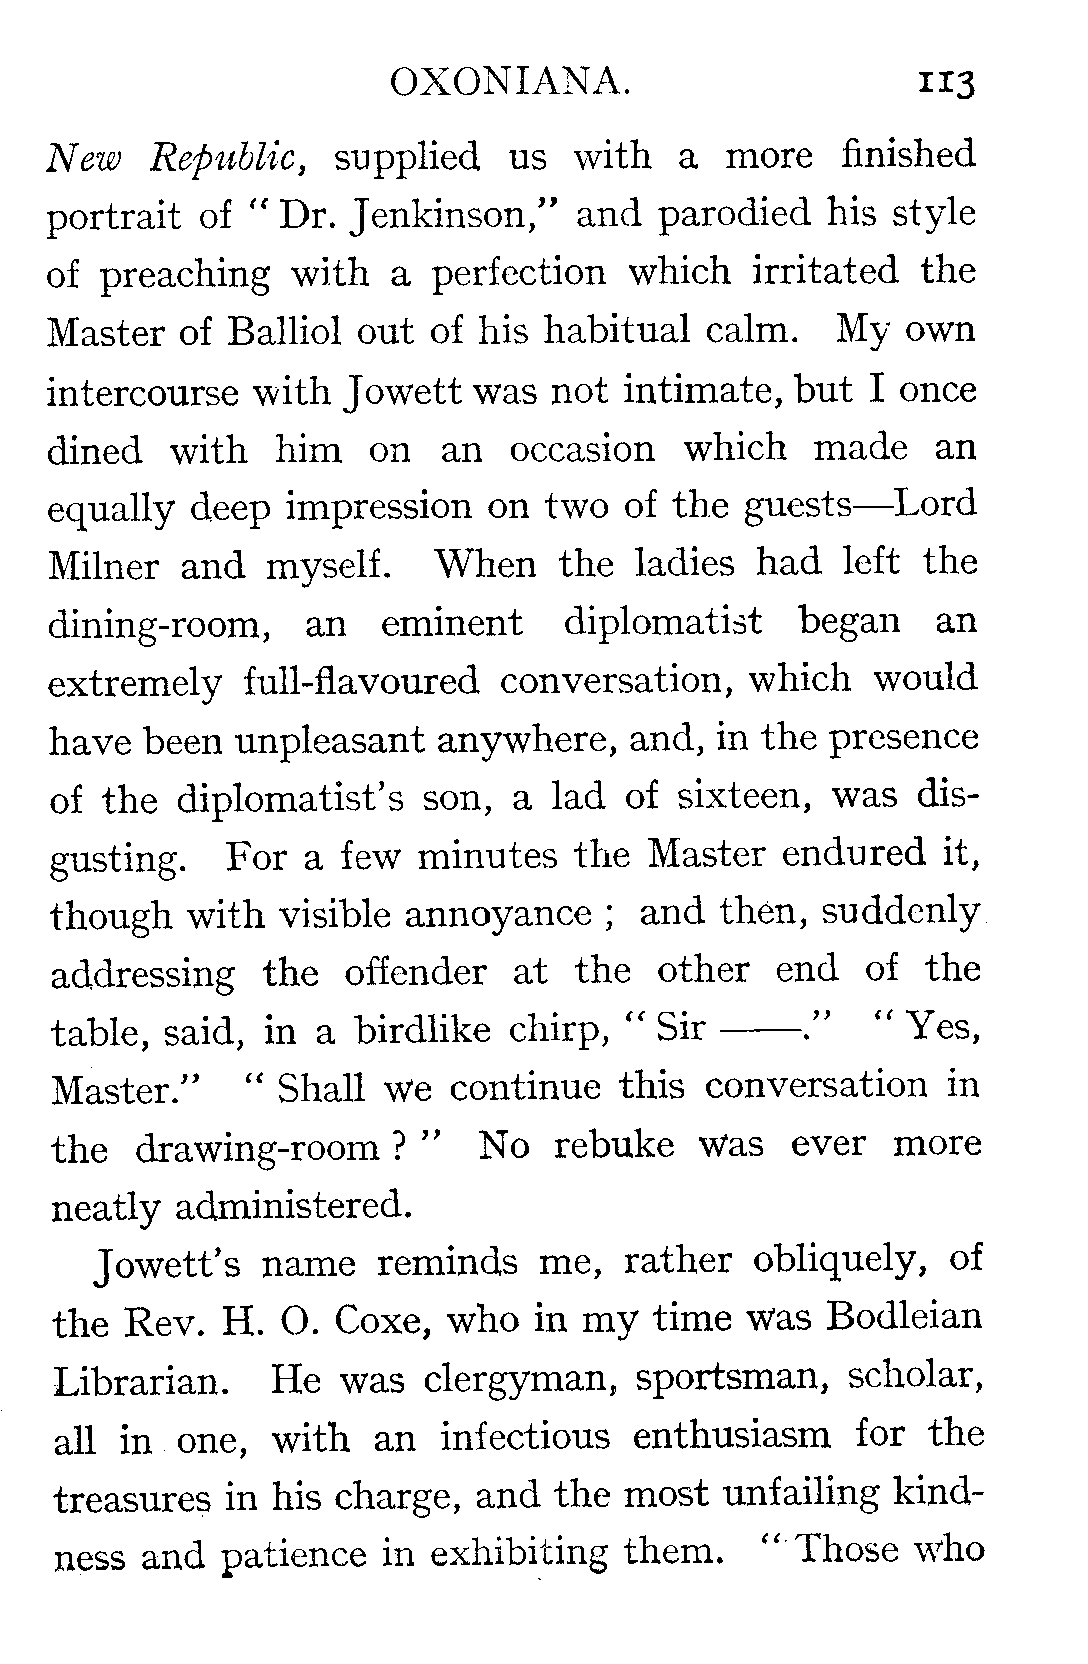 OXONIANA. 113
New Republic, supplied us with a more finished
portrait of “ Dr. Jenkinson,” and parodied his style
of preaching with a perfection which irritated the
Master of Balliol out of his habitual calm. My own
intercourse with Jowett was not intimate, but I once
dined with him on an occasion which made an
equally deep impression on two of the guests—Lord
Milner and myself. When the ladies had left the
dining-room, an eminent diplomatist began an
extremely full-flavoured conversation, which would
have been unpleasant anywhere, and, in the presence
of the diplomatist’s son, a lad of sixteen, was dis-
gusting. For a few minutes the Master endured it,
though with visible annoyance ; and then, suddenly
addressing the offender at the other end of the
table, said, in a birdlike chirp, “ Sir ——.” “ Yes,
Master.” “ Shall we continue this conversation in
the drawing-room ? ” No rebuke was ever more
neatly administered.
Jowett’s name reminds me, rather obliquely, of
the Rev. H. O. Coxe, who in my time was Bodleian
Librarian. He was clergyman, sportsman, scholar,
all in one, with an infectious enthusiasm for the
treasures in his charge, and the most unfailing kind-
ness and patience in exhibiting them. “ Those who